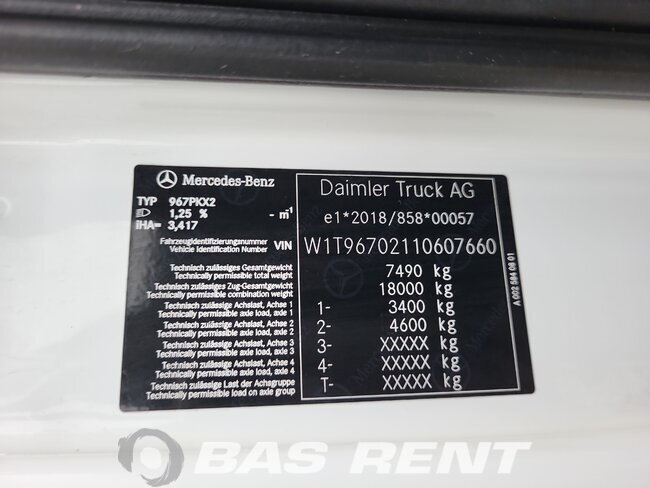 Mercedes-Benz
TYP 967PKX2
1,25 % - m-1
iHA= 3,417
Fahrzeugidentifizierungsnummer
Vehicle Identification Number VIN
Daimler Truck AG
e1*2018/858*00057
W1T96702110607660
Technisch zulässiges Gesamtgewicht
Technically permissible total weight 7490 kg
Technisch zulässiges Zug-Gesamtgewicht
Technically permissible combination weight 18000 kg
Technisch zulässige Achslast, Achse 1
Technically permissible axle load, axle 1 1- 3400 kg
Technisch zulässige Achslast, Achse 2
Technically permissible axle load, axle 2 2- 4600 kg
Technisch zulässige Achslast, Achse 3
Technically permissible axle load, axle 3 3- XXXXX kg
Technisch zulässige Achslast, Achse 4
Technically permissible axle load, axle 4 4- XXXXX kg
Technisch zulässige Last der Achsgruppe
Technically permissible load on axle group T- XXXXX kg
A 002 584 08 01
BAS RENT